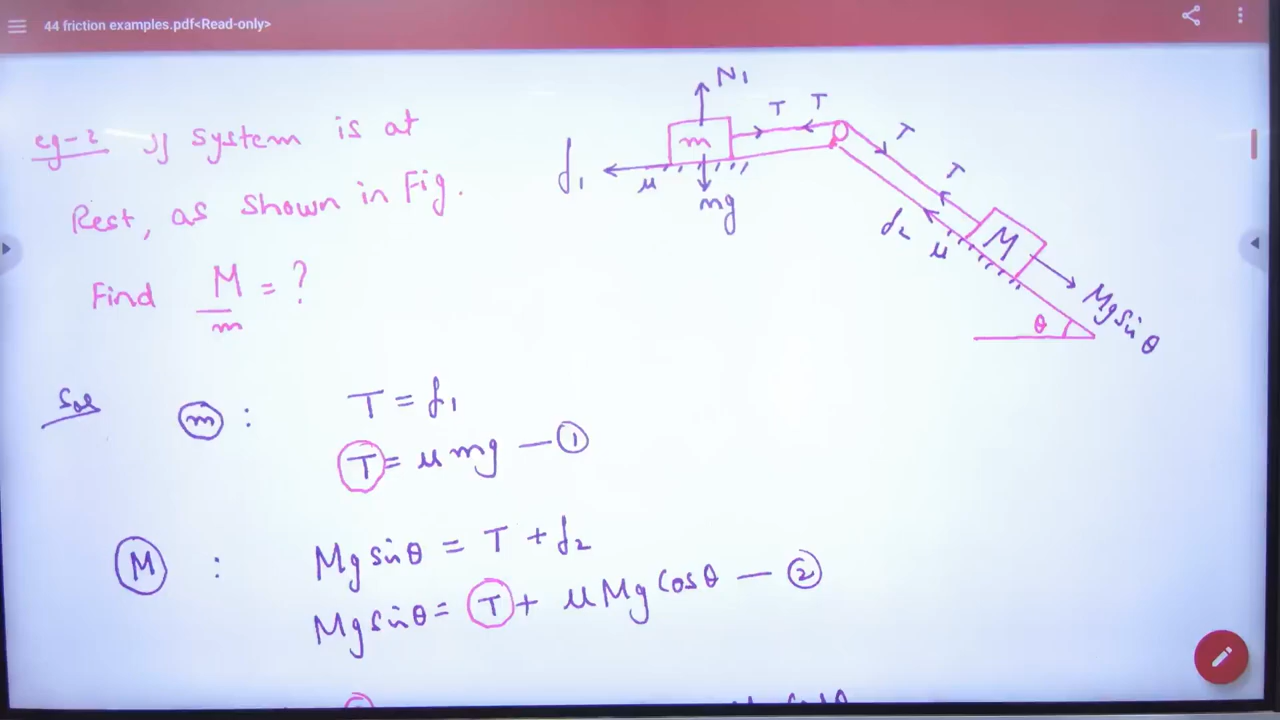 44 friction examples.pdf<Read-only>
eg-2 If system is at
Rest, as shown in Fig.
Find M/m = ?
N₁
T T
T
T
m
f₁
μ
mg
f₂
μ
M
Mg sinθ
θ
Sol
m : T = f₁
T = μ mg — ①
M : Mg sinθ = T + f₂
Mg sinθ = T + μ Mg cosθ — ②